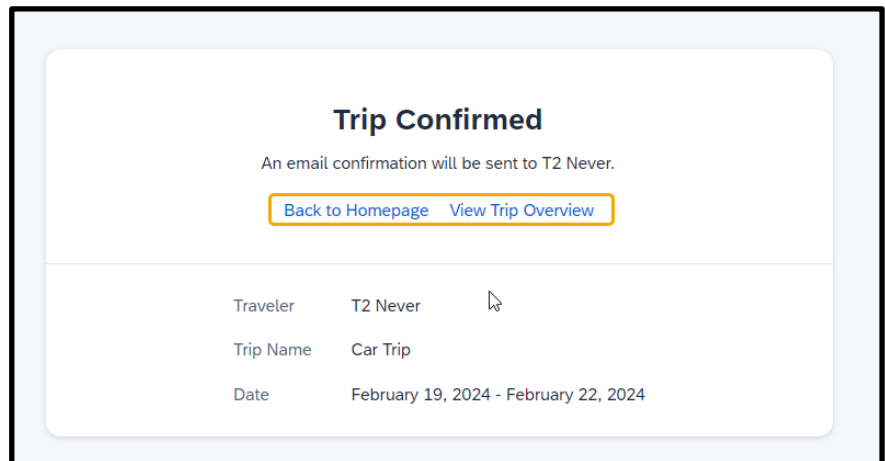 Trip Confirmed
An email confirmation will be sent to T2 Never.
Back to Homepage View Trip Overview
Traveler T2 Never
Trip Name Car Trip
Date February 19, 2024 - February 22, 2024